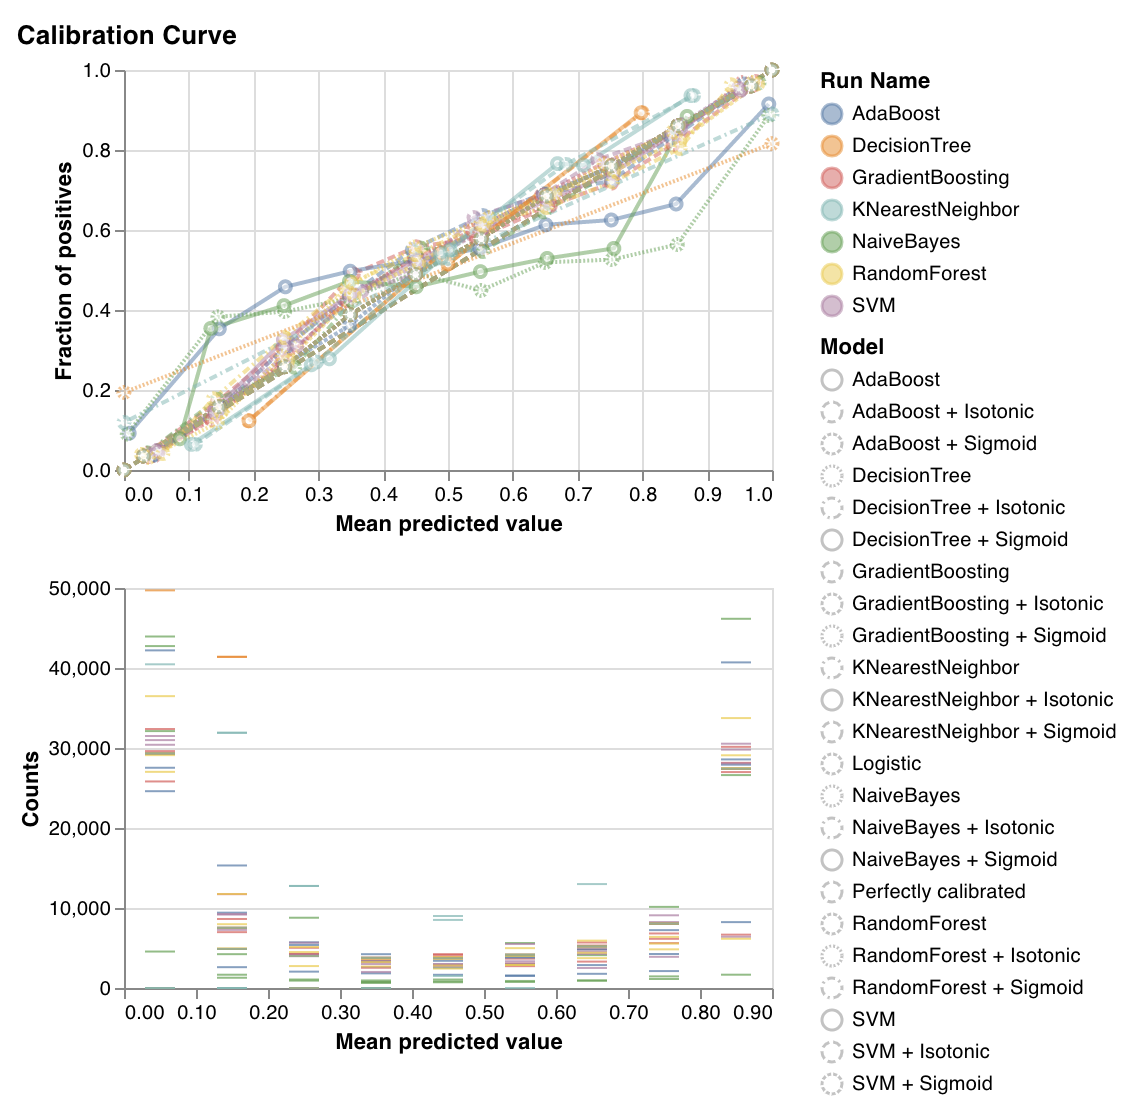 Calibration Curve
1.0
0.8
0.6
0.4
0.2
0.0
Fraction of positives
0.0 0.1 0.2 0.3 0.4 0.5 0.6 0.7 0.8 0.9 1.0
Mean predicted value
50,000
40,000
30,000
20,000
10,000
0
Counts
0.00 0.10 0.20 0.30 0.40 0.50 0.60 0.70 0.80 0.90
Mean predicted value
Run Name
AdaBoost
DecisionTree
GradientBoosting
KNearestNeighbor
NaiveBayes
RandomForest
SVM
Model
AdaBoost
AdaBoost + Isotonic
AdaBoost + Sigmoid
DecisionTree
DecisionTree + Isotonic
DecisionTree + Sigmoid
GradientBoosting
GradientBoosting + Isotonic
GradientBoosting + Sigmoid
KNearestNeighbor
KNearestNeighbor + Isotonic
KNearestNeighbor + Sigmoid
Logistic
NaiveBayes
NaiveBayes + Isotonic
NaiveBayes + Sigmoid
Perfectly calibrated
RandomForest
RandomForest + Isotonic
RandomForest + Sigmoid
SVM
SVM + Isotonic
SVM + Sigmoid